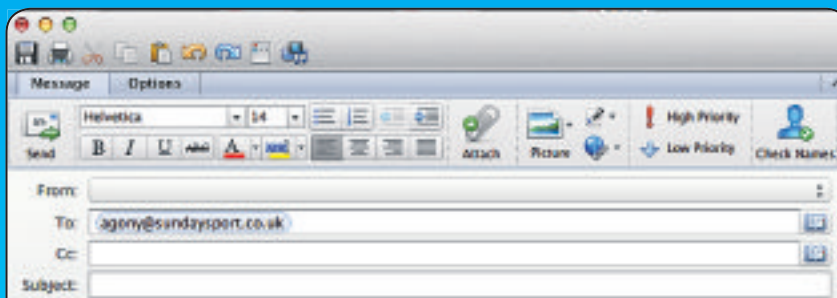 Message Options
Helvetica 14 High Priority
Send B I U ABC A Attach Picture Low Priority Check Names
From:
To: agony@sundaysport.co.uk
Cc:
Subject: